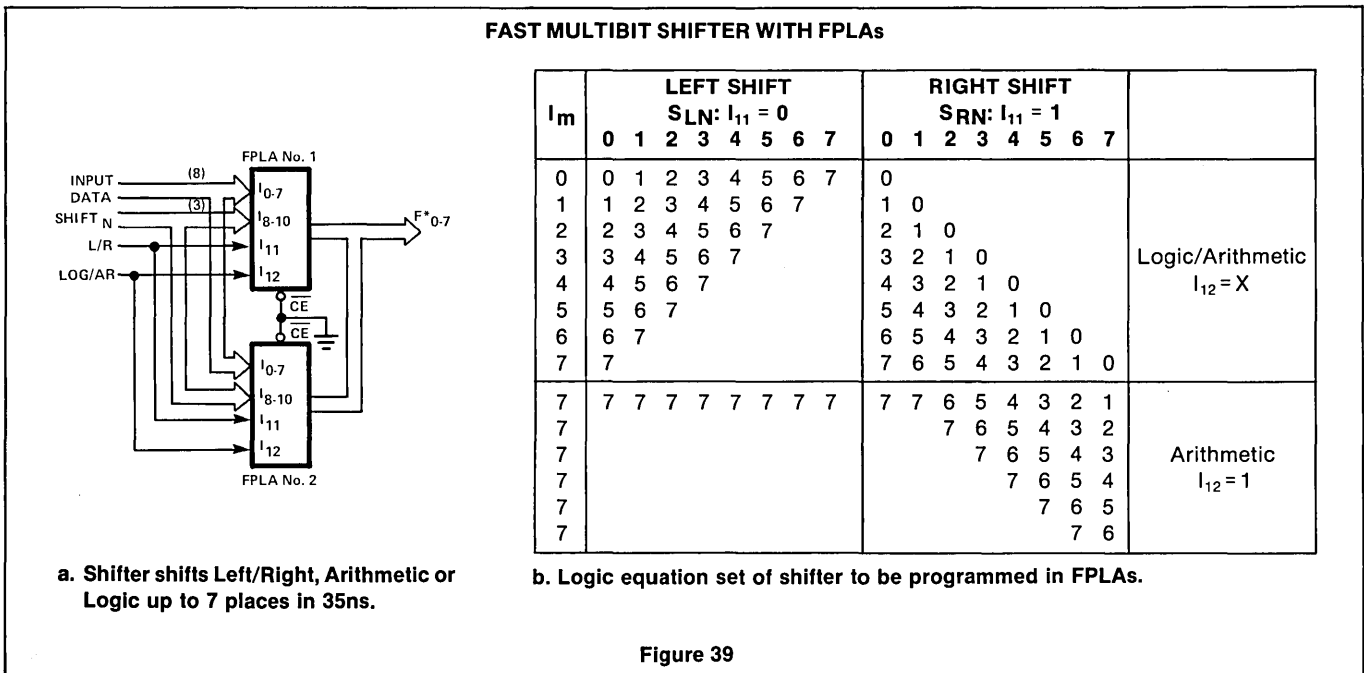 FAST MULTIBIT SHIFTER WITH FPLAs
FPLA No. 1
INPUT
DATA
(8)
SHIFT N
(3)
L/R
LOG/AR
I0-7
I8-10
I11
I12
F*0-7
CE
CE
I0-7
I8-10
I11
I12
FPLA No. 2
a. Shifter shifts Left/Right, Arithmetic or
Logic up to 7 places in 35ns.
Im LEFT SHIFT RIGHT SHIFT
SLN: I11 = 0 SRN: I11 = 1
0 1 2 3 4 5 6 7 0 1 2 3 4 5 6 7
0 0 1 2 3 4 5 6 7 0
1 1 2 3 4 5 6 7 1 0
2 2 3 4 5 6 7 2 1 0
3 3 4 5 6 7 3 2 1 0 Logic/Arithmetic
4 4 5 6 7 4 3 2 1 0 I12 = X
5 5 6 7 5 4 3 2 1 0
6 6 7 6 5 4 3 2 1 0
7 7 7 6 5 4 3 2 1 0
7 7 7 7 7 7 7 7 7 7 7 6 5 4 3 2 1
7 7 6 5 4 3 2
7 7 6 5 4 3 Arithmetic
7 7 6 5 4 I12 = 1
7 7 6 5
7 7 6
b. Logic equation set of shifter to be programmed in FPLAs.
Figure 39